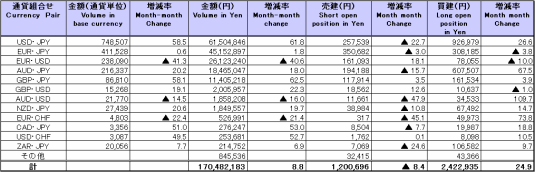 通貨組合せ 金額(通貨単位) 増減率 金額(円) 増減率 売建(円) 増減率 買建(円) 増減率
Currency Pair Volume in base currency Month-month Change Volume in Yen Month-month change Short open position in Yen Month month change Long open position in Yen Month-month Change
USD・JPY 748,507 58.5 61,504,846 61.8 257,539 ▲ 22.7 926,979 26.6
EUR・JPY 411,528 0.6 45,152,897 1.8 350,682 ▲ 3.0 308,185 ▲ 3.8
EUR・USD 238,090 ▲ 41.3 26,123,240 ▲ 40.6 161,093 18.1 78,055 ▲ 10.0
AUD・JPY 216,337 20.2 18,465,047 18.0 194,188 ▲ 15.7 607,507 67.5
GBP・JPY 86,810 58.1 11,405,218 62.5 117,914 3.5 161,534 3.9
GBP・USD 15,268 19.1 2,005,957 22.3 18,562 12.6 10,637 ▲ 1.0
AUD・USD 21,770 ▲ 14.5 1,858,208 ▲ 16.0 11,661 ▲ 47.9 34,533 109.7
NZD・JPY 27,439 20.6 1,849,557 19.7 38,984 ▲ 10.8 67,482 14.7
EUR・CHF 4,803 ▲ 22.4 526,991 ▲ 21.4 317 ▲ 45.1 49,973 73.8
CAD・JPY 3,356 51.0 276,247 53.0 8,504 ▲ 7.7 19,987 18.8
USD・CHF 3,087 49.5 253,681 52.7 1,762 0.1 8,098 10.5
ZAR・JPY 20,056 7.7 214,752 6.9 7,069 ▲ 24.6 106,582 9.7
その他 845,536 32,415 43,366
計 170,482,183 8.8 1,200,696 ▲ 8.4 2,422,935 24.9